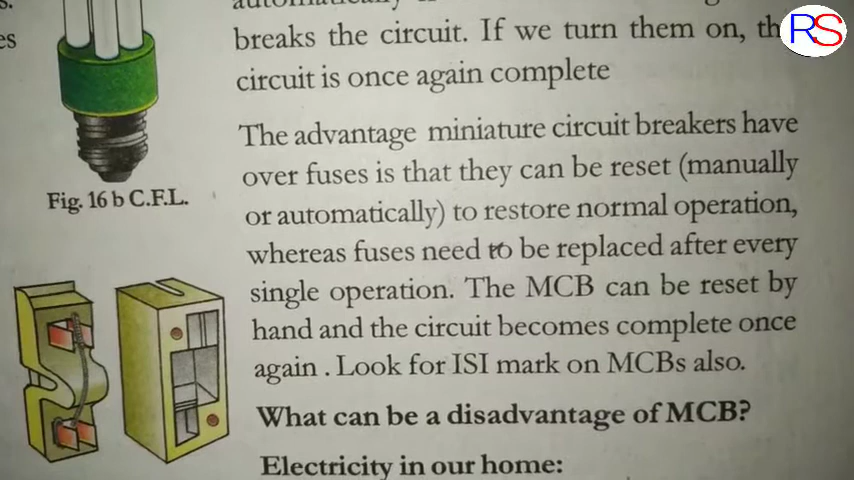 s.
es
breaks the circuit. If we turn them on, th
RS
circuit is once again complete
The advantage miniature circuit breakers have
over fuses is that they can be reset (manually
or automatically) to restore normal operation,
whereas fuses need to be replaced after every
single operation. The MCB can be reset by
hand and the circuit becomes complete once
again . Look for ISI mark on MCBs also.
What can be a disadvantage of MCB?
Electricity in our home:
Fig. 16 b C.F.L.